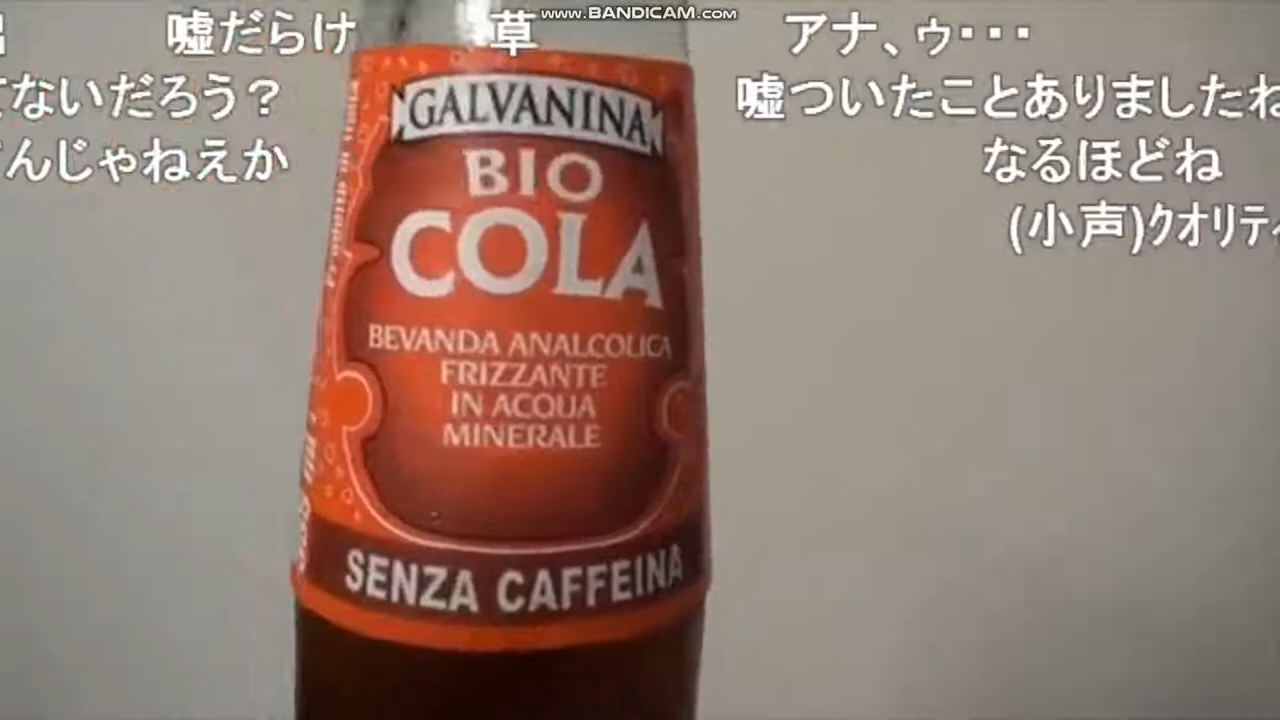 www.BANDICAM.com
嘘だらけ
草
アナ、ゥ・・・
てないだろう？
嘘ついたことありましたね
んじゃねえか
なるほどね
(小声)ｸｵﾘﾃｨ
GALVANINA
BIO
COLA
BEVANDA ANALCOLICA
FRIZZANTE
IN ACQUA
MINERALE
SENZA CAFFEINA